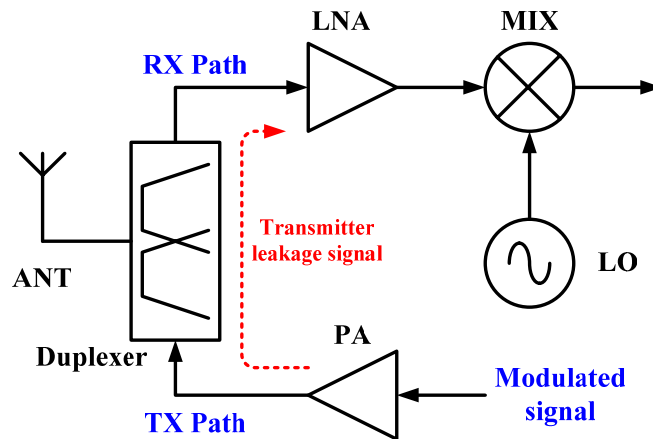 LNA
MIX
RX Path
Transmitter
leakage signal
ANT
LO
Duplexer
PA
TX Path
Modulated
signal